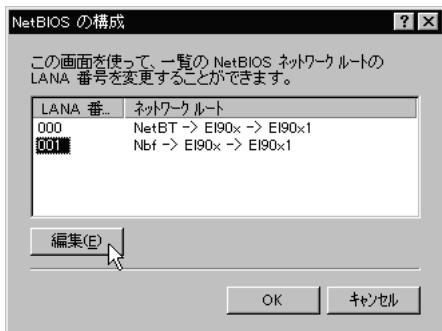 NetBIOS の構成
この画面を使って、一覧の NetBIOS ネットワーク ルートの
LANA 番号を変更することができます。
LANA 番... ネットワーク ルート
000 NetBT -> El90x -> El90x1
001 Nbf -> El90x -> El90x1
編集(E)
OK キャンセル